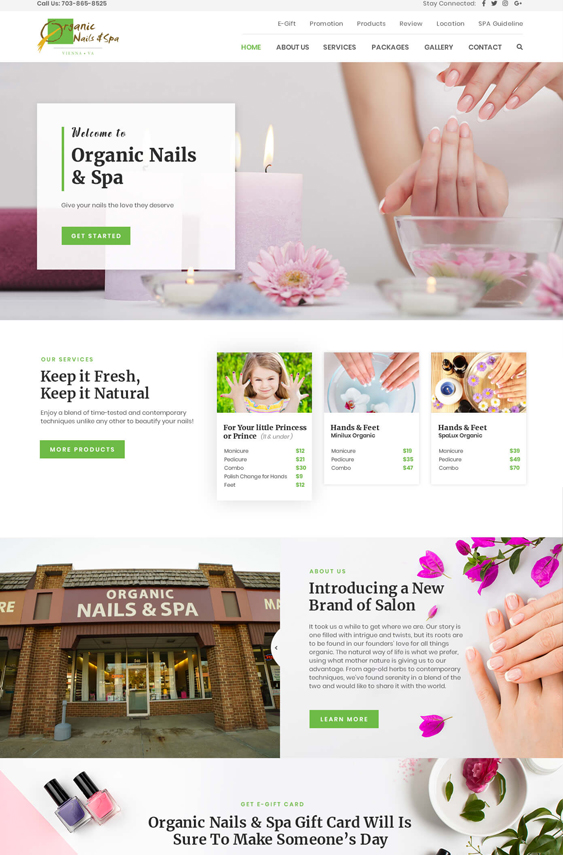 Call Us: 703-865-8525
Stay Connected:
Organic
Nails & Spa
VIENNA • VA
E-Gift Promotion Products Review Location SPA Guideline
HOME ABOUT US SERVICES PACKAGES GALLERY CONTACT
Welcome to
Organic Nails
& Spa
Give your nails the love they deserve
GET STARTED
OUR SERVICES
Keep it Fresh,
Keep it Natural
Enjoy a blend of time-tested and contemporary
techniques unlike any other to beautify your nails!
MORE PRODUCTS
For Your little Princess
or Prince (11 & under)
Manicure $12
Pedicure $21
Combo $30
Polish Change for Hands $9
Feet $12
Hands & Feet
Minilux Organic
Manicure $19
Pedicure $35
Combo $47
Hands & Feet
SpaLux Organic
Manicure $39
Pedicure $49
Combo $70
RE
ORGANIC
NAILS & SPA
MA
ABOUT US
Introducing a New
Brand of Salon
It took us a while to get where we are. Our story is
one filled with intrigue and twists, but its roots are
to be found in our founders' love for all things
organic. The natural way of life is what we prefer,
using what mother nature is giving us to our
advantage. From age-old herbs to contemporary
techniques, we've found serenity in a blend of the
two and would like to share it with the world.
LEARN MORE
GET E-GIFT CARD
Organic Nails & Spa Gift Card Will Is
Sure To Make Someone's Day